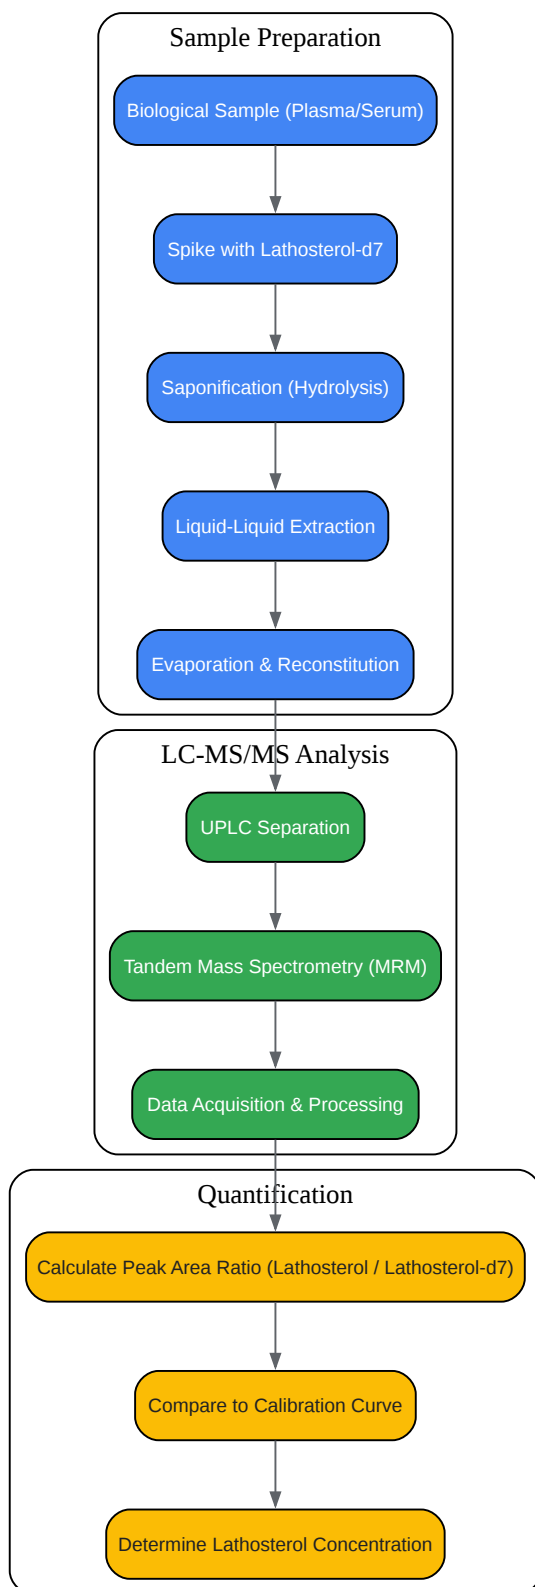 Sample Preparation
Biological Sample (Plasma/Serum)
Spike with Lathosterol-d7
Saponification (Hydrolysis)
Liquid-Liquid Extraction
Evaporation & Reconstitution
LC-MS/MS Analysis
UPLC Separation
Tandem Mass Spectrometry (MRM)
Data Acquisition & Processing
Quantification
Calculate Peak Area Ratio (Lathosterol / Lathosterol-d7)
Compare to Calibration Curve
Determine Lathosterol Concentration